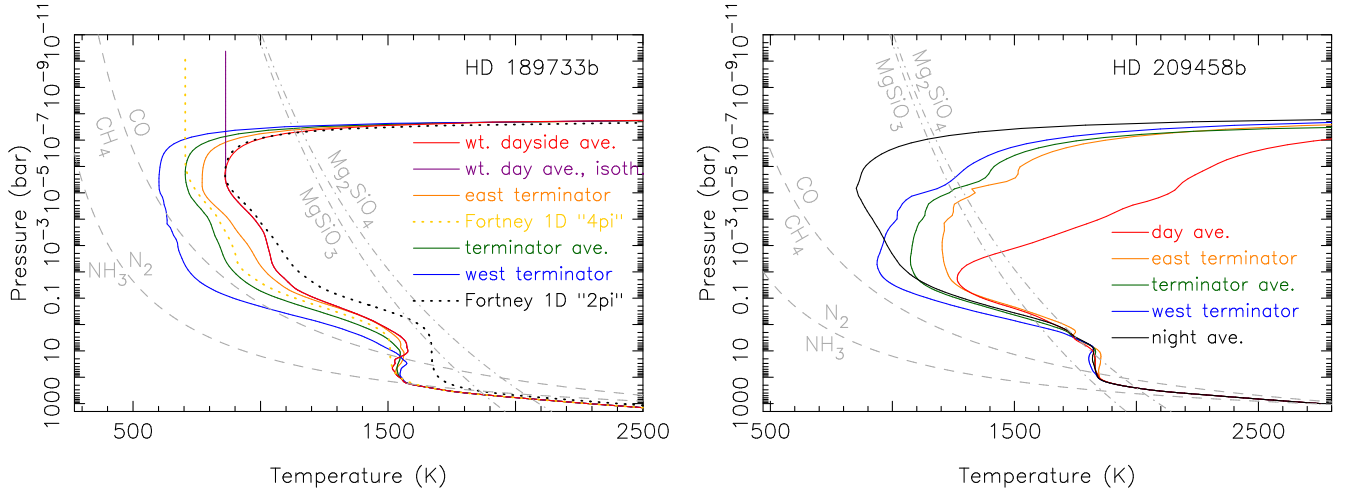 HD 189733b
wt. dayside ave.
wt. day ave., isoth
east terminator
Fortney 1D "4pi"
terminator ave.
west terminator
Fortney 1D "2pi"
CO
CH4
N2
NH3
Mg2SiO4
MgSiO3
Pressure (bar)
10-11
10-9
10-7
10-5
10-3
0.1
10
1000
500
1500
2500
Temperature (K)
HD 209458b
Mg2SiO4
MgSiO3
CO
CH4
N2
NH3
day ave.
east terminator
terminator ave.
west terminator
night ave.
Pressure (bar)
10-11
10-9
10-7
10-5
10-3
0.1
10
1000
500
1500
2500
Temperature (K)